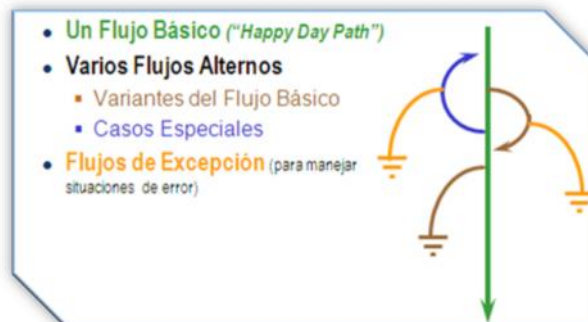 Un Flujo Básico ("Happy Day Path")
Varios Flujos Alternos
Variantes del Flujo Básico
Casos Especiales
Flujos de Excepción (para manejar
situaciones de error)